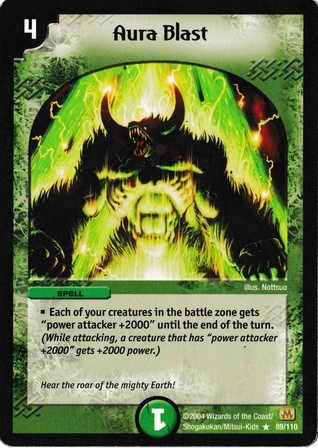 4
Aura Blast
illus. Nottsuo
SPELL
▪ Each of your creatures in the battle zone gets
"power attacker +2000" until the end of the turn.
(While attacking, a creature that has "power attacker
+2000" gets +2000 power.)
Hear the roar of the mighty Earth!
1
©2004 Wizards of the Coast/
Shogakukan/Mitsui-Kids ★ 89/110